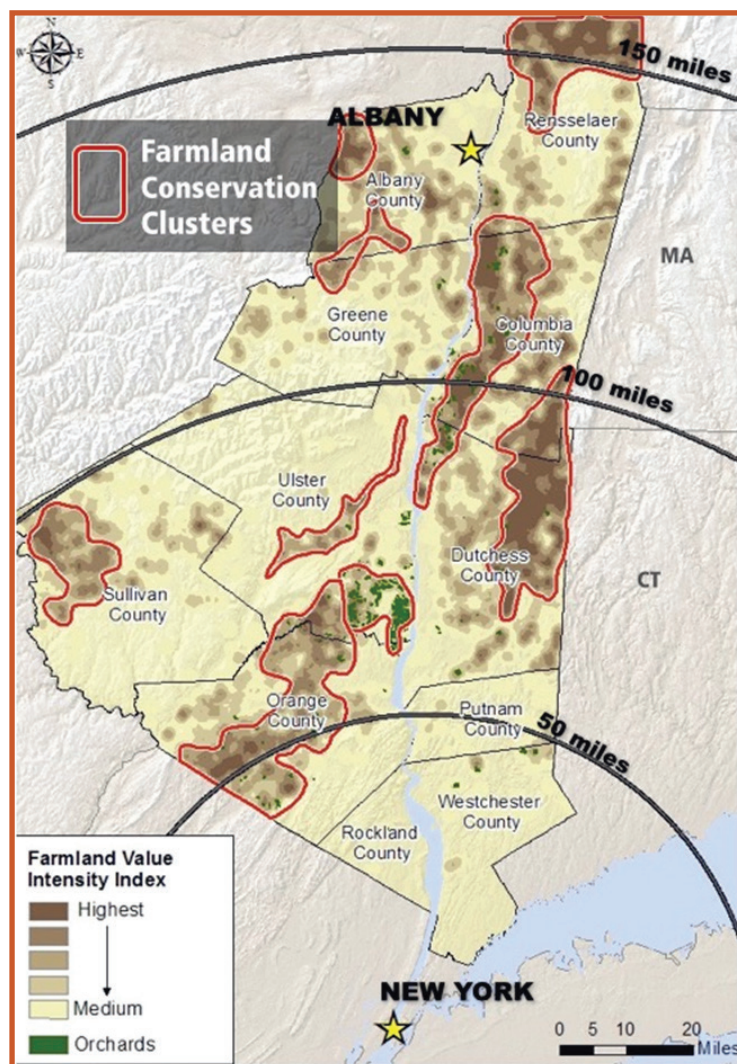 N
W
E
S
150 miles
ALBANY
Rensselaer
County
Farmland
Conservation
Clusters
Albany
County
MA
Greene
County
Columbia
County
100 miles
Ulster
County
Dutchess
County
CT
Sullivan
County
Orange
County
Putnam
County
50 miles
Westchester
County
Rockland
County
Farmland Value
Intensity Index
Highest
Medium
Orchards
NEW YORK
0 5 10 20
Miles